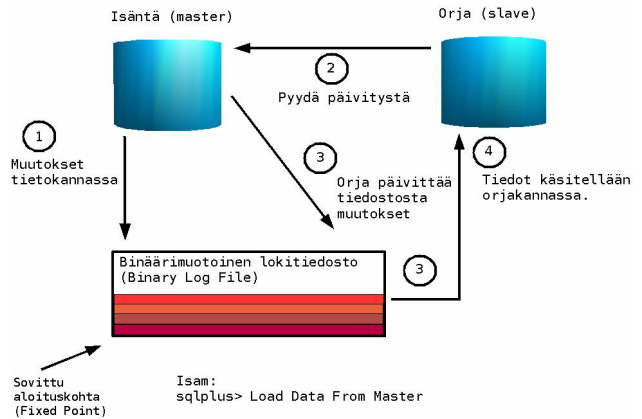 Isäntä (master)
Orja (slave)
2
Pyydä päivitystä
1
Muutokset
tietokannassa
3
Orja päivittää
tiedostosta
muutokset
4
Tiedot käsitellään
orjakannassa.
Binäärimuotoinen lokitiedosto
(Binary Log File)
3
Sovittu
aloituskohta
(Fixed Point)
Isam:
sqlplus> Load Data From Master